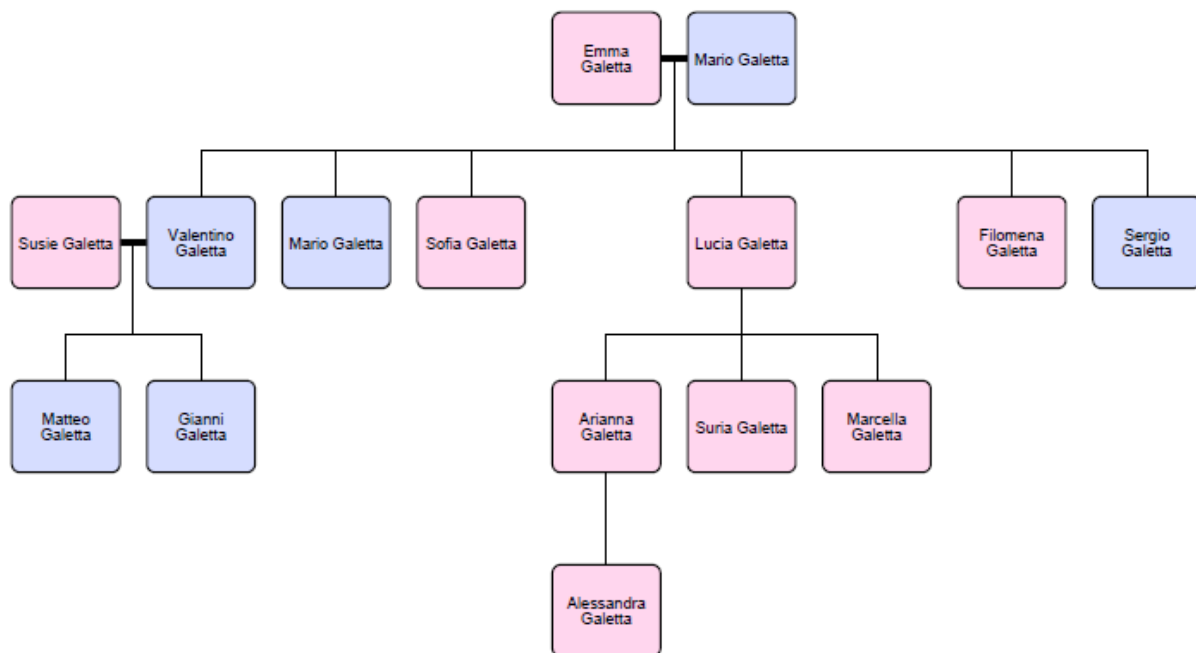 Emma
Galetta
Mario Galetta
Susie Galetta
Valentino
Galetta
Mario Galetta
Sofia Galetta
Lucia Galetta
Filomena
Galetta
Sergio
Galetta
Matteo
Galetta
Gianni
Galetta
Arianna
Galetta
Suria Galetta
Marcella
Galetta
Alessandra
Galetta